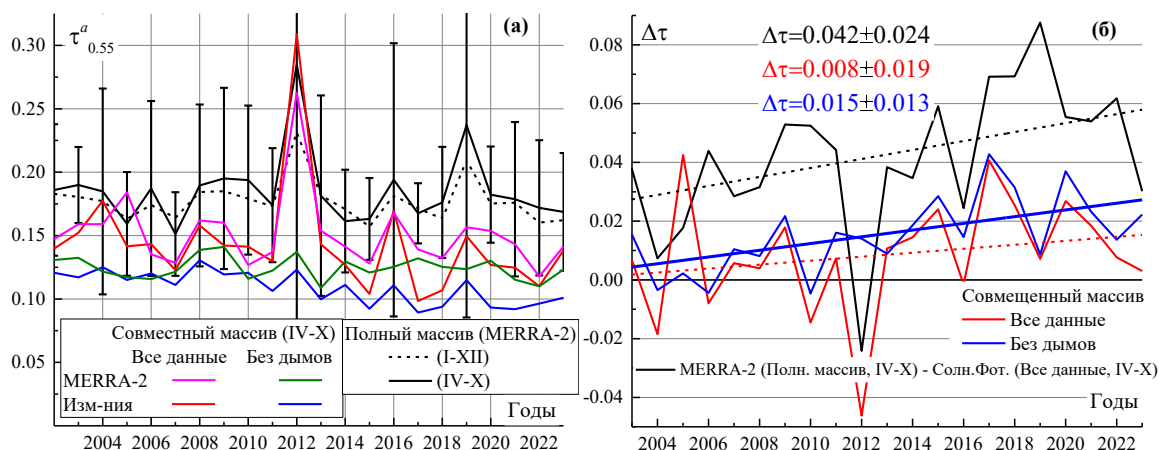 τᵃ₀.₅₅
(а)
0.30
0.25
0.20
0.15
0.10
0.05
Совместный массив (IV-X)
Все данные Без дымов
MERRA-2
Изм-ния
Полный массив (MERRA-2)
(I-XII)
(IV-X)
Годы
2004 2006 2008 2010 2012 2014 2016 2018 2020 2022
Δτ
(б)
Δτ=0.042±0.024
Δτ=0.008±0.019
Δτ=0.015±0.013
0.08
0.06
0.04
0.02
0.00
-0.02
-0.04
Совмещенный массив
Все данные
Без дымов
MERRA-2 (Полн. массив, IV-X) - Солн.Фот. (Все данные, IV-X)
Годы
2004 2006 2008 2010 2012 2014 2016 2018 2020 2022